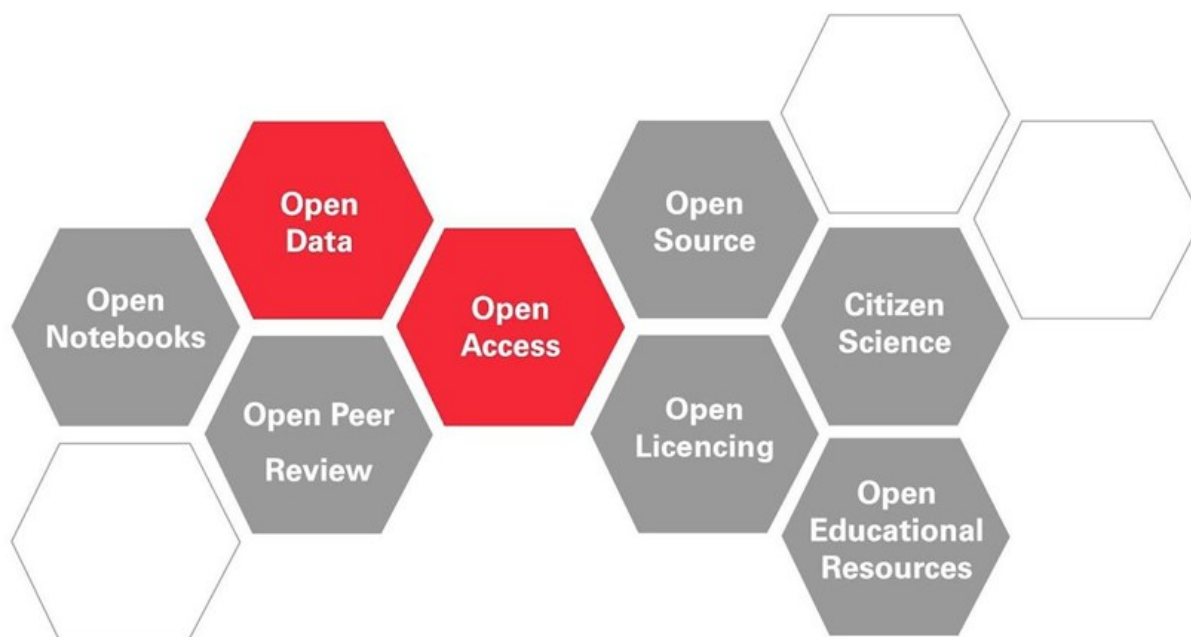 Open
Data
Open
Source
Open
Notebooks
Open
Access
Citizen
Science
Open Peer
Review
Open
Licencing
Open
Educational
Resources